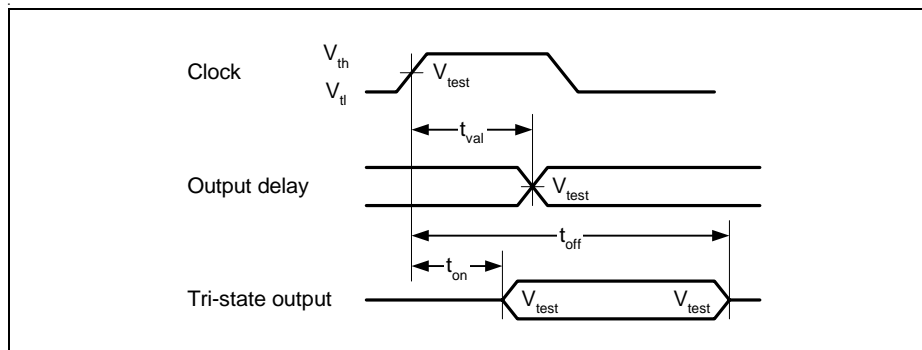 Clock
V_th
V_tl
V_test
t_val
Output delay
V_test
t_off
t_on
Tri-state output
V_test
V_test